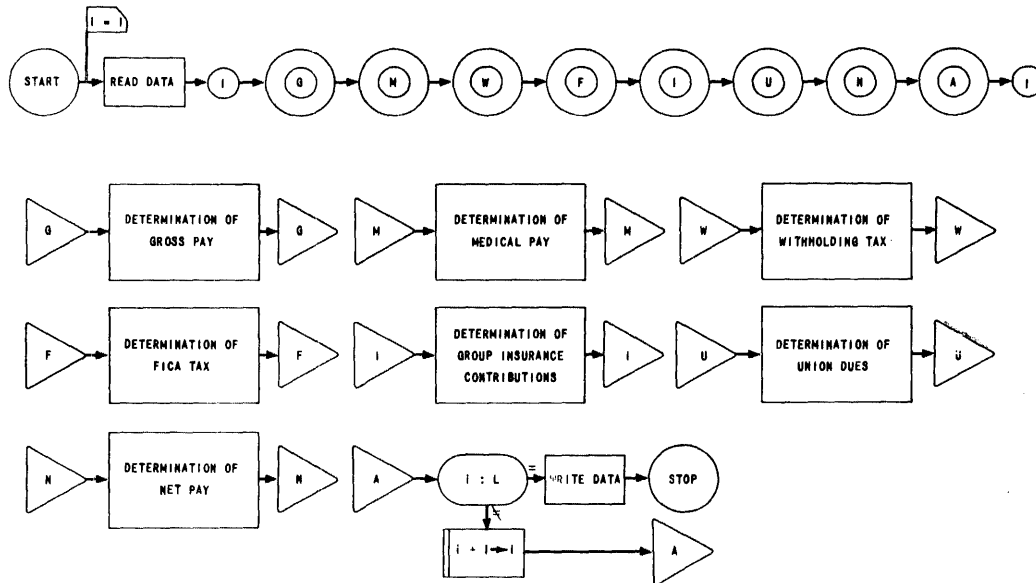 I = I
START
READ DATA
I
G
M
W
F
I
U
N
A
I
G
DETERMINATION OF
GROSS PAY
G
M
DETERMINATION OF
MEDICAL PAY
M
W
DETERMINATION OF
WITHHOLDING TAX
W
F
DETERMINATION OF
FICA TAX
F
I
DETERMINATION OF
GROUP INSURANCE
CONTRIBUTIONS
I
U
DETERMINATION OF
UNION DUES
U
N
DETERMINATION OF
NET PAY
N
A
i : L
=
WRITE DATA
STOP
≠
i + I → i
A